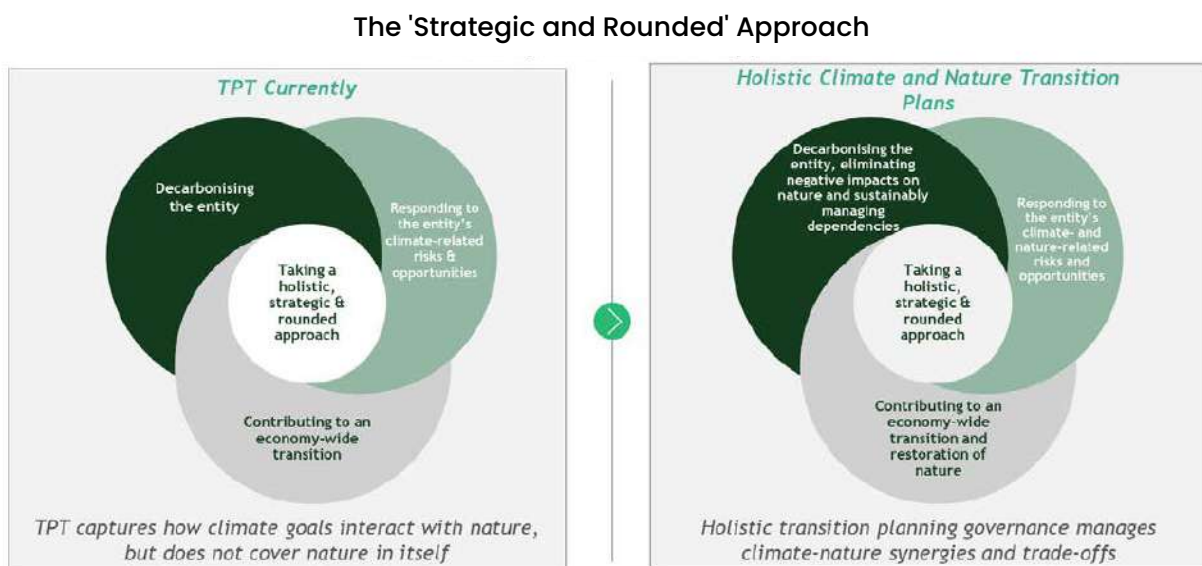 The 'Strategic and Rounded' Approach
TPT Currently
Decarbonising
the entity
Responding to
the entity's
climate-related
risks &
opportunities
Taking a
holistic,
strategic &
rounded
approach
Contributing to an
economy-wide
transition
TPT captures how climate goals interact with nature,
but does not cover nature in itself
Holistic Climate and Nature Transition
Plans
Decarbonising the
entity, eliminating
negative impacts on
nature and sustainably
managing
dependencies
Responding to
the entity's
climate- and
nature-related
risks and
opportunities
Taking a
holistic,
strategic &
rounded
approach
Contributing to an
economy-wide
transition and
restoration of
nature
Holistic transition planning governance manages
climate-nature synergies and trade-offs